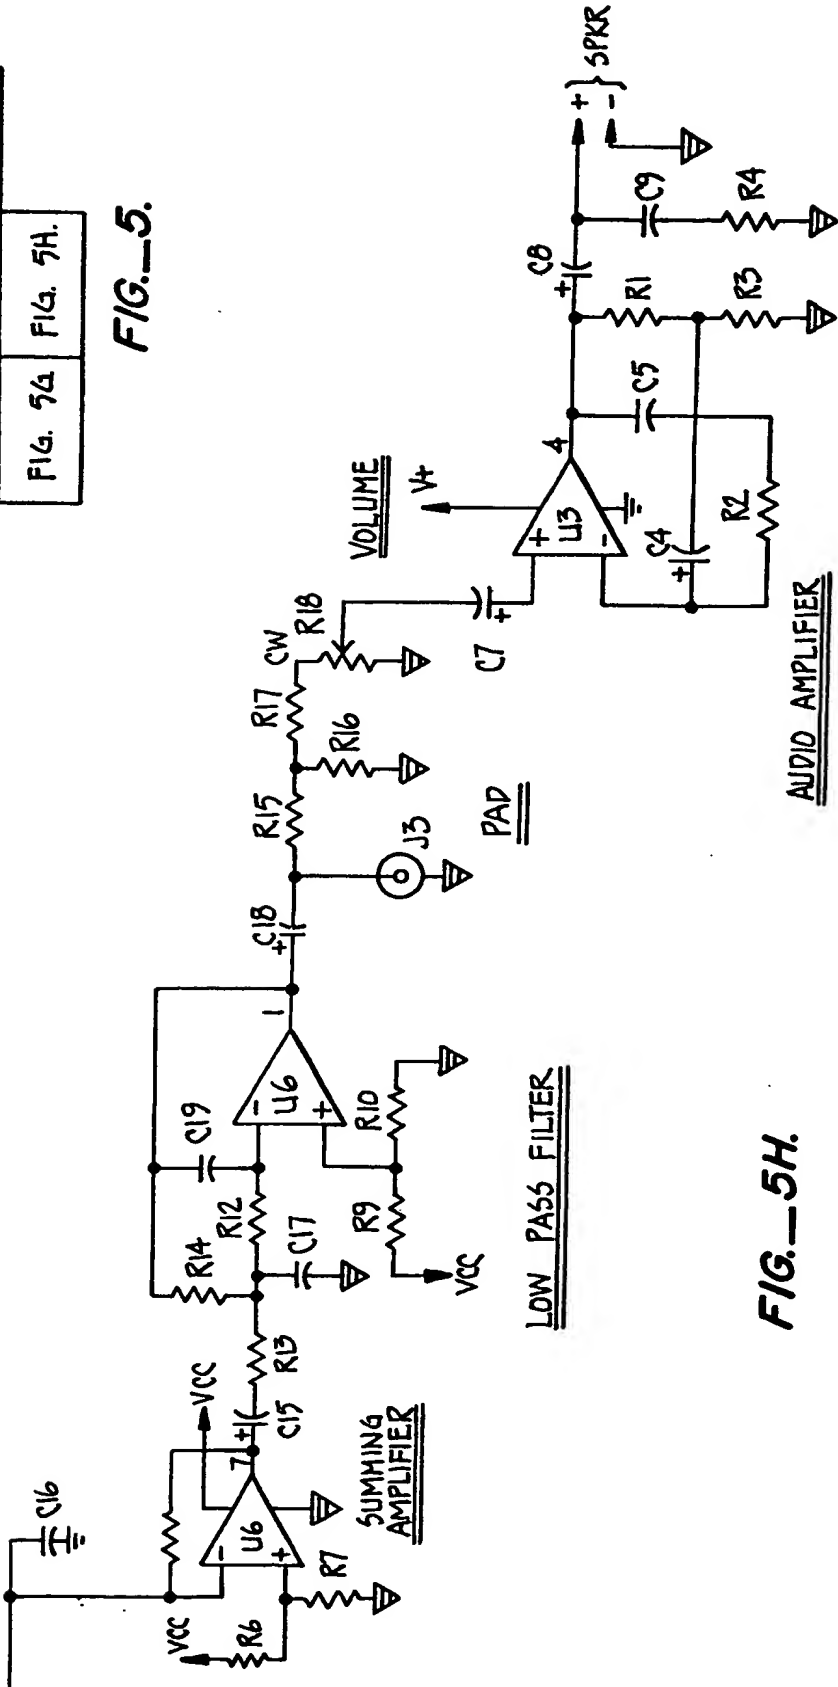 FIG. 5G FIG. 5H.
FIG._5.
C16
VCC
R6
R7
U6
-
+
7
VCC
+
C15
SUMMING
AMPLIFIER
R13
R14
R12
C17
C19
U6
-
+
1
R9
R10
VCC
LOW PASS FILTER
+
C18
J3
R15
R16
R17
PAD
CW
R18
VOLUME
C7
+
V+
U3
+
-
4
C4
+
C5
R2
R1
R3
+
C8
C9
R4
+
-
SPKR
AUDIO AMPLIFIER
FIG._5H.